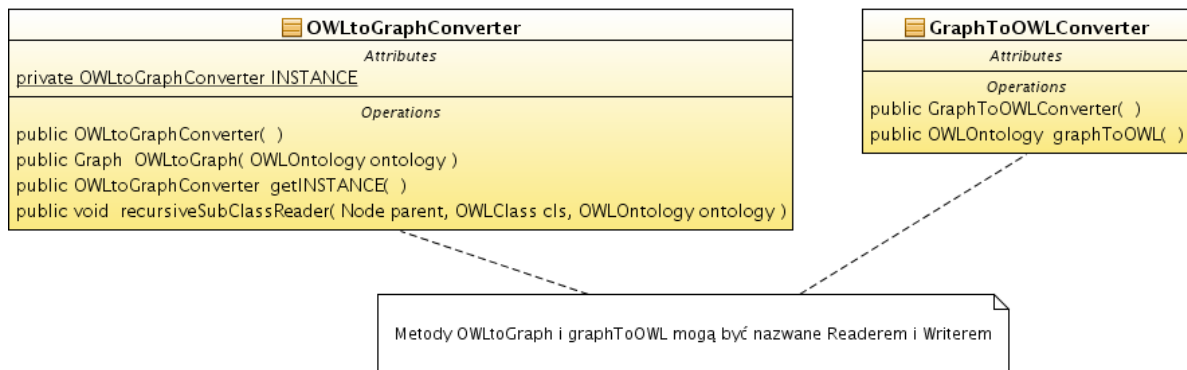 OWLtoGraphConverter
Attributes
private OWLtoGraphConverter INSTANCE
Operations
public OWLtoGraphConverter( )
public Graph OWLtoGraph( OWLOntology ontology )
public OWLtoGraphConverter getINSTANCE( )
public void recursiveSubClassReader( Node parent, OWLClass cls, OWLOntology ontology )
GraphToOWLConverter
Attributes
Operations
public GraphToOWLConverter( )
public OWLOntology graphToOWL( )
Metody OWLtoGraph i graphToOWL mogą być nazwane Readerem i Writerem